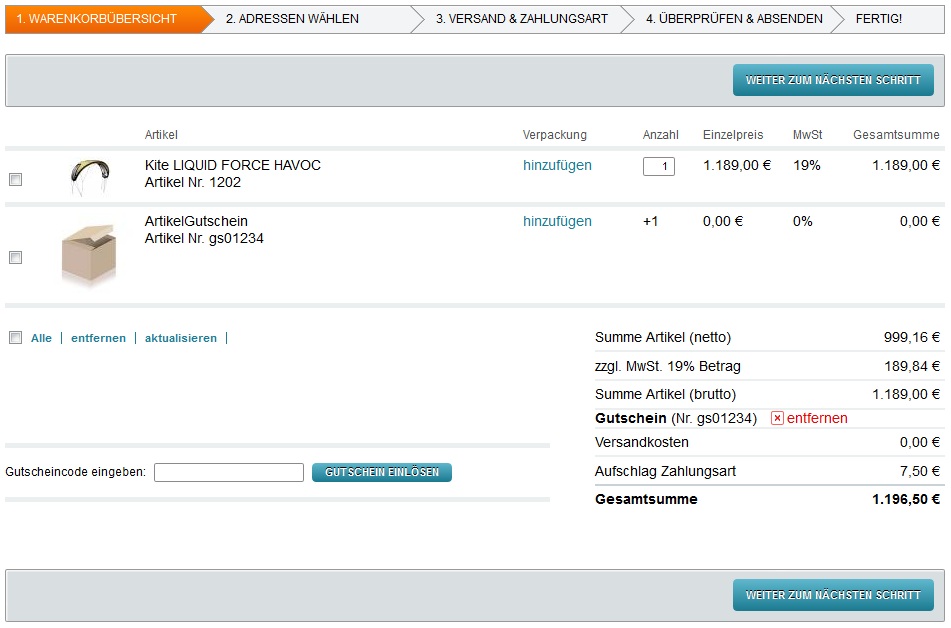 1. WARENKORBÜBERSICHT 2. ADRESSEN WÄHLEN 3. VERSAND & ZAHLUNGSART 4. ÜBERPRÜFEN & ABSENDEN FERTIG!
WEITER ZUM NÄCHSTEN SCHRITT
Artikel Verpackung Anzahl Einzelpreis MwSt Gesamtsumme
Kite LIQUID FORCE HAVOC hinzufügen 1 1.189,00 € 19% 1.189,00 €
Artikel Nr. 1202
ArtikelGutschein hinzufügen +1 0,00 € 0% 0,00 €
Artikel Nr. gs01234
Alle | entfernen | aktualisieren |
Summe Artikel (netto) 999,16 €
zzgl. MwSt. 19% Betrag 189,84 €
Summe Artikel (brutto) 1.189,00 €
Gutschein (Nr. gs01234) entfernen
Versandkosten 0,00 €
Gutscheincode eingeben: GUTSCHEIN EINLÖSEN
Aufschlag Zahlungsart 7,50 €
Gesamtsumme 1.196,50 €
WEITER ZUM NÄCHSTEN SCHRITT